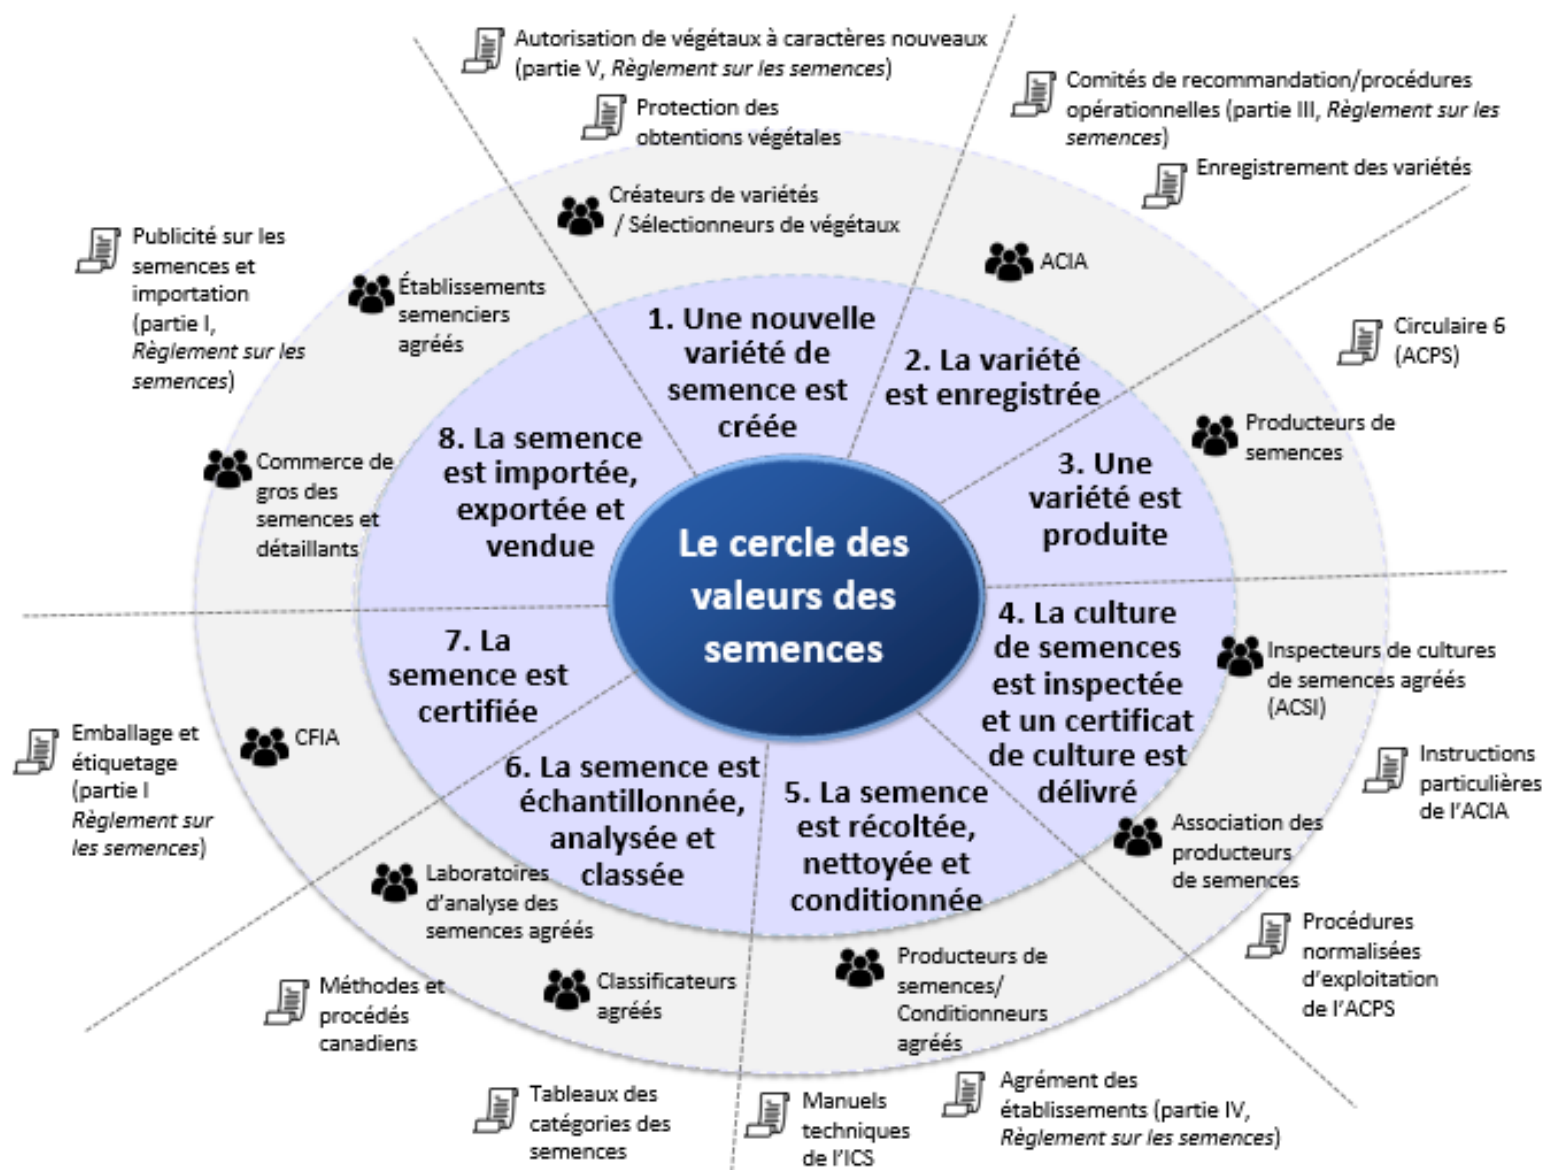 Autorisation de végétaux à caractères nouveaux
(partie V, Règlement sur les semences)
Protection des
obtentions végétales
Créateurs de variétés
/ Sélectionneurs de végétaux
1. Une nouvelle
variété de
semence est
créée
Comités de recommandation/procédures
opérationnelles (partie III, Règlement sur les
semences)
Enregistrement des variétés
ACIA
2. La variété
est enregistrée
Circulaire 6
(ACPS)
Producteurs de
semences
3. Une
variété est
produite
4. La culture
de semences
est inspectée
et un certificat
de culture est
délivré
Inspecteurs de cultures
de semences agréés
(ACSI)
Instructions
particulières
de l'ACIA
Association des
producteurs
de semences
Procédures
normalisées
d'exploitation
de l'ACPS
5. La semence
est récoltée,
nettoyée et
conditionnée
Producteurs de
semences/
Conditionneurs
agréés
Agrément des
établissements (partie IV,
Règlement sur les semences)
Manuels
techniques
de l'ICS
6. La semence est
échantillonnée,
analysée et
classée
Laboratoires
d'analyse des
semences agréés
Classificateurs
agréés
Méthodes et
procédés
canadiens
Tableaux des
catégories des
semences
7. La
semence est
certifiée
CFIA
Emballage et
étiquetage
(partie I
Règlement sur
les semences)
8. La semence
est importée,
exportée et
vendue
Établissements
semenciers
agréés
Commerce de
gros des
semences et
détaillants
Publicité sur les
semences et
importation
(partie I,
Règlement sur les
semences)
Le cercle des
valeurs des
semences